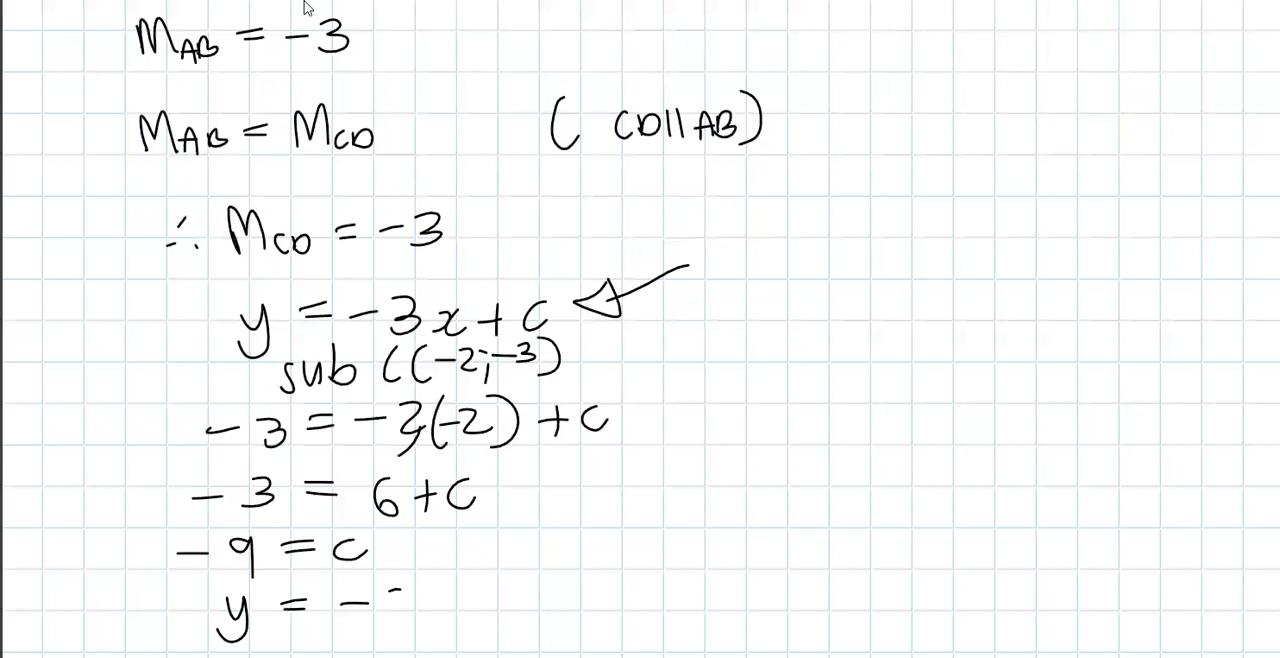 MAB = -3
MAB = MCD ( CD || AB)
∴ MCD = -3
y = -3x + c
sub C(-2;-3)
-3 = -3(-2) + c
-3 = 6 + c
-9 = c
y = -